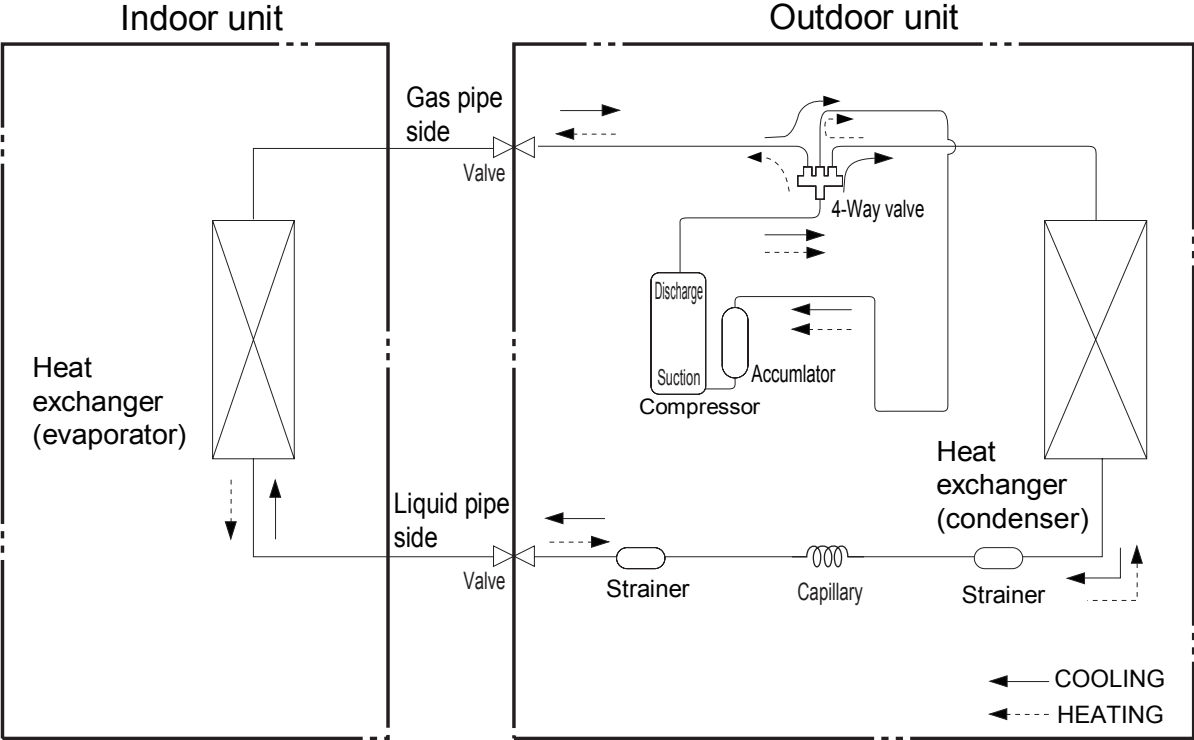 Indoor unit
Outdoor unit
Gas pipe
side
Valve
4-Way valve
Discharge
Suction
Compressor
Accumlator
Heat
exchanger
(evaporator)
Heat
exchanger
(condenser)
Liquid pipe
side
Valve
Strainer
Capillary
Strainer
COOLING
HEATING